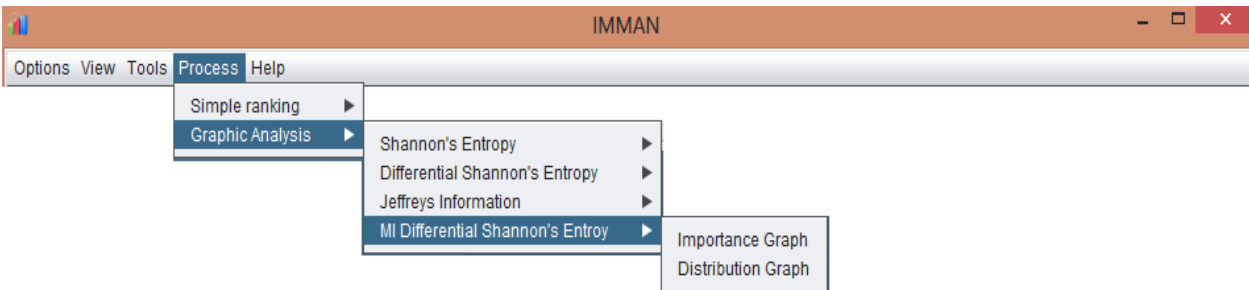 IMMAN
Options View Tools Process Help
Simple ranking
Graphic Analysis
Shannon's Entropy
Differential Shannon's Entropy
Jeffreys Information
MI Differential Shannon's Entroy
Importance Graph
Distribution Graph